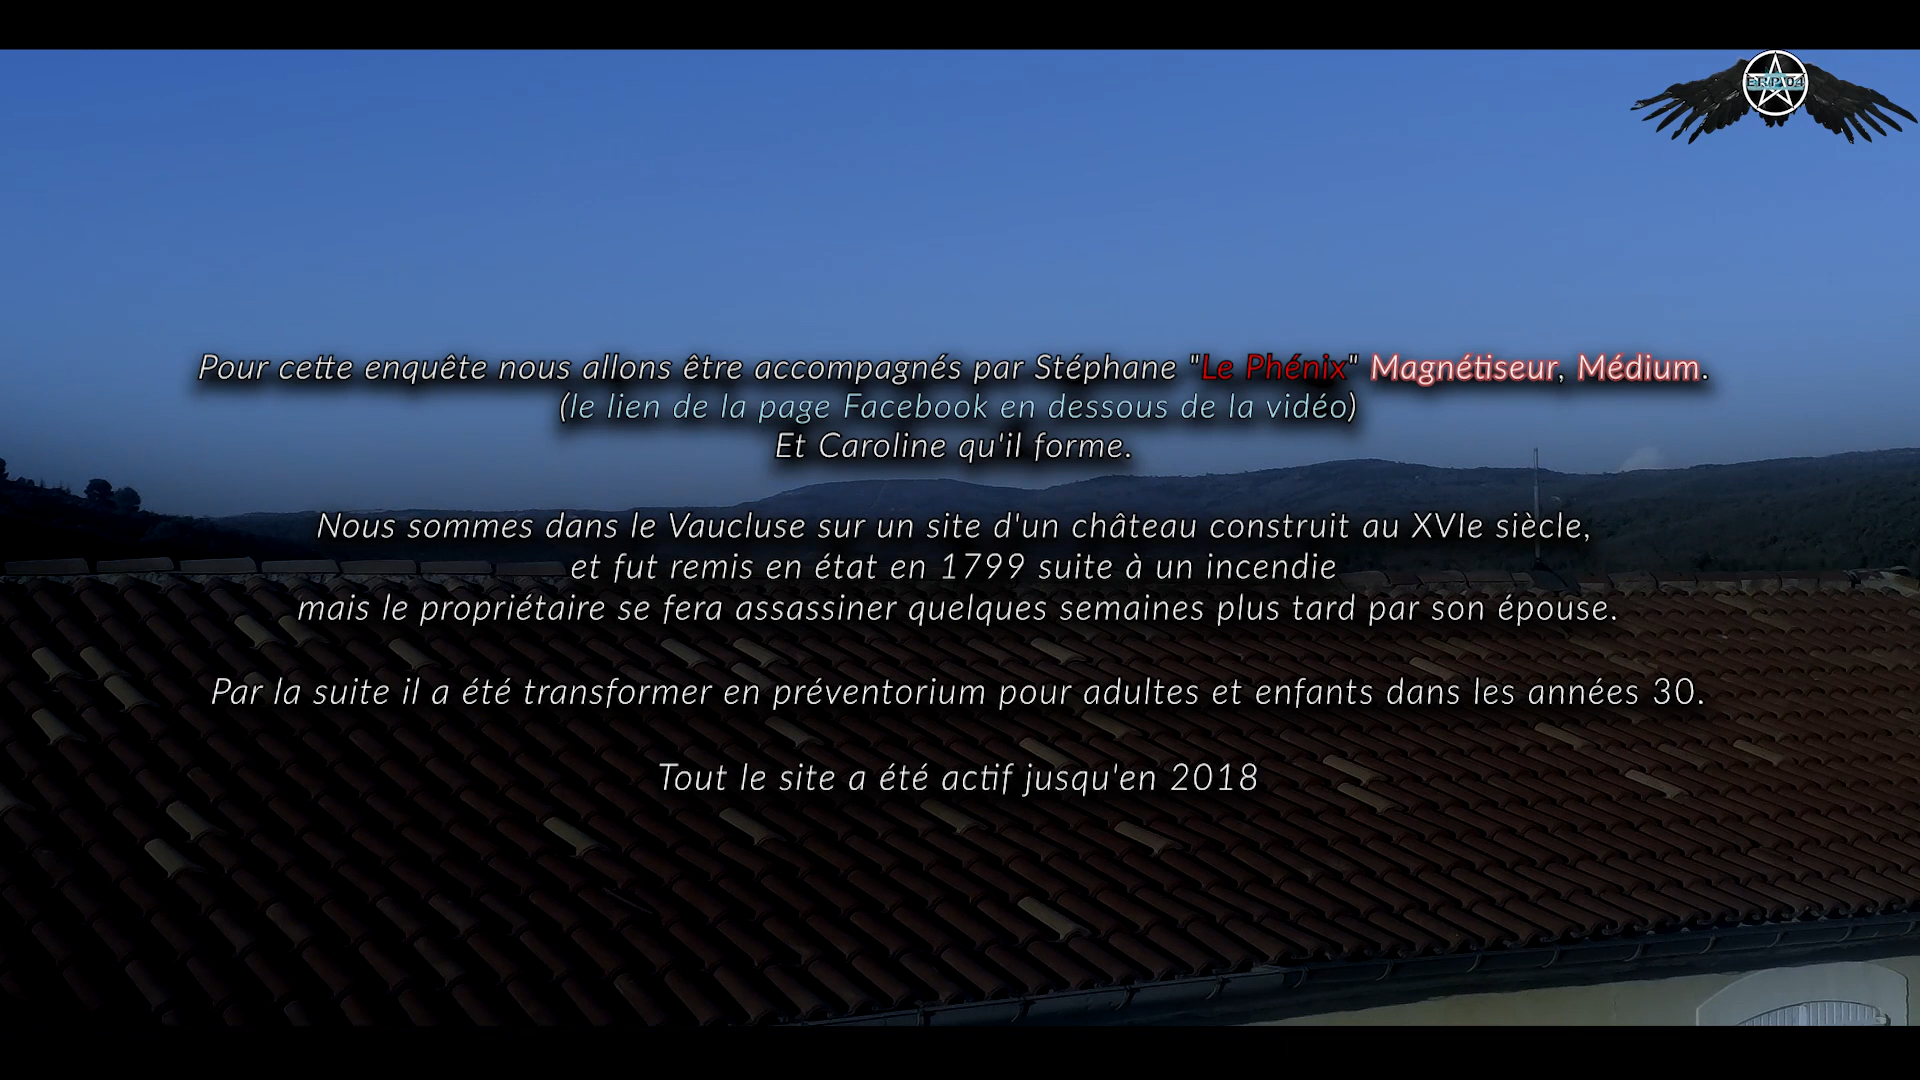 ERP 04
Pour cette enquête nous allons être accompagnés par Stéphane "Le Phénix" Magnétiseur, Médium.
(le lien de la page Facebook en dessous de la vidéo)
Et Caroline qu'il forme.
Nous sommes dans le Vaucluse sur un site d'un château construit au XVIe siècle,
et fut remis en état en 1799 suite à un incendie
mais le propriétaire se fera assassiner quelques semaines plus tard par son épouse.
Par la suite il a été transformer en préventorium pour adultes et enfants dans les années 30.
Tout le site a été actif jusqu'en 2018